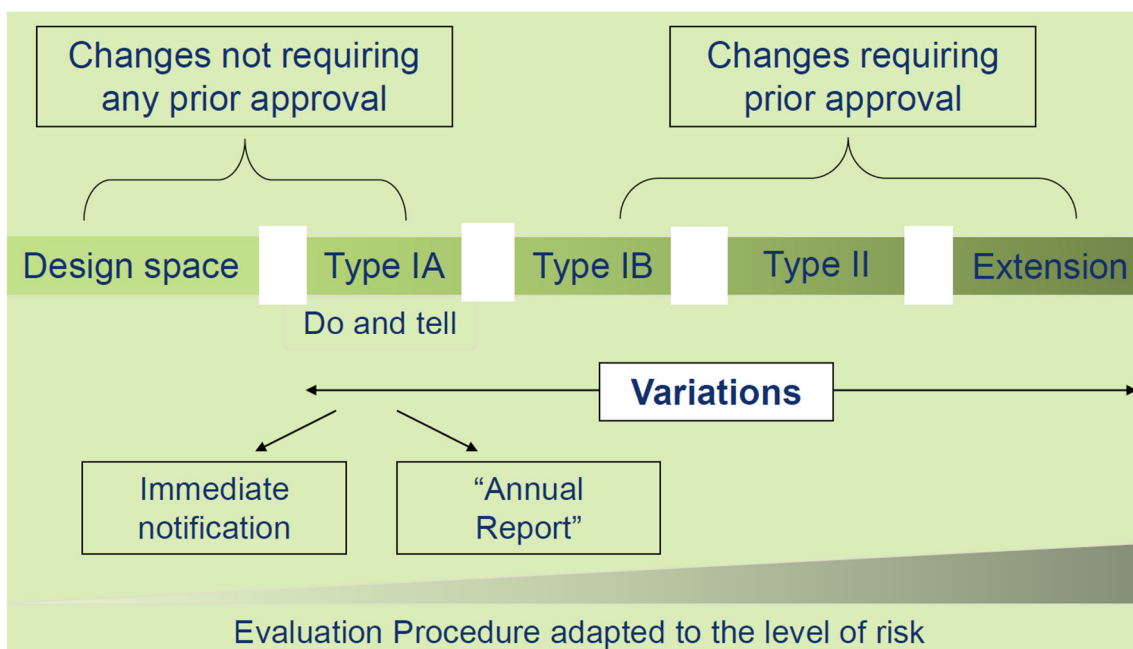 Changes not requiring
any prior approval
Changes requiring
prior approval
Design space
Type IA
Type IB
Type II
Extension
Do and tell
Variations
Immediate
notification
“Annual
Report”
Evaluation Procedure adapted to the level of risk